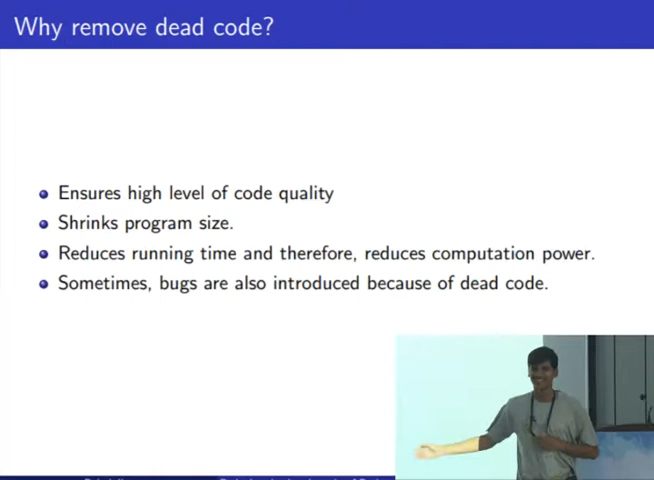 Why remove dead code?
Ensures high level of code quality
Shrinks program size.
Reduces running time and therefore, reduces computation power.
Sometimes, bugs are also introduced because of dead code.